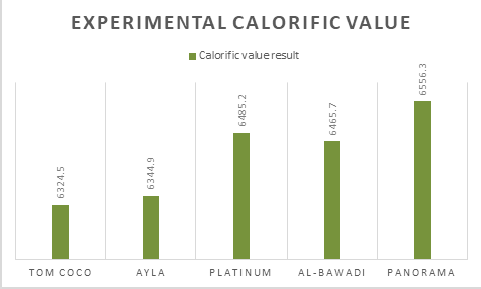 EXPERIMENTAL CALORIFIC VALUE
Calorific value result
6324.5
6344.9
6485.2
6465.7
6556.3
TOM COCO
AYLA
PLATINUM
AL-BAWADI
PANORAMA